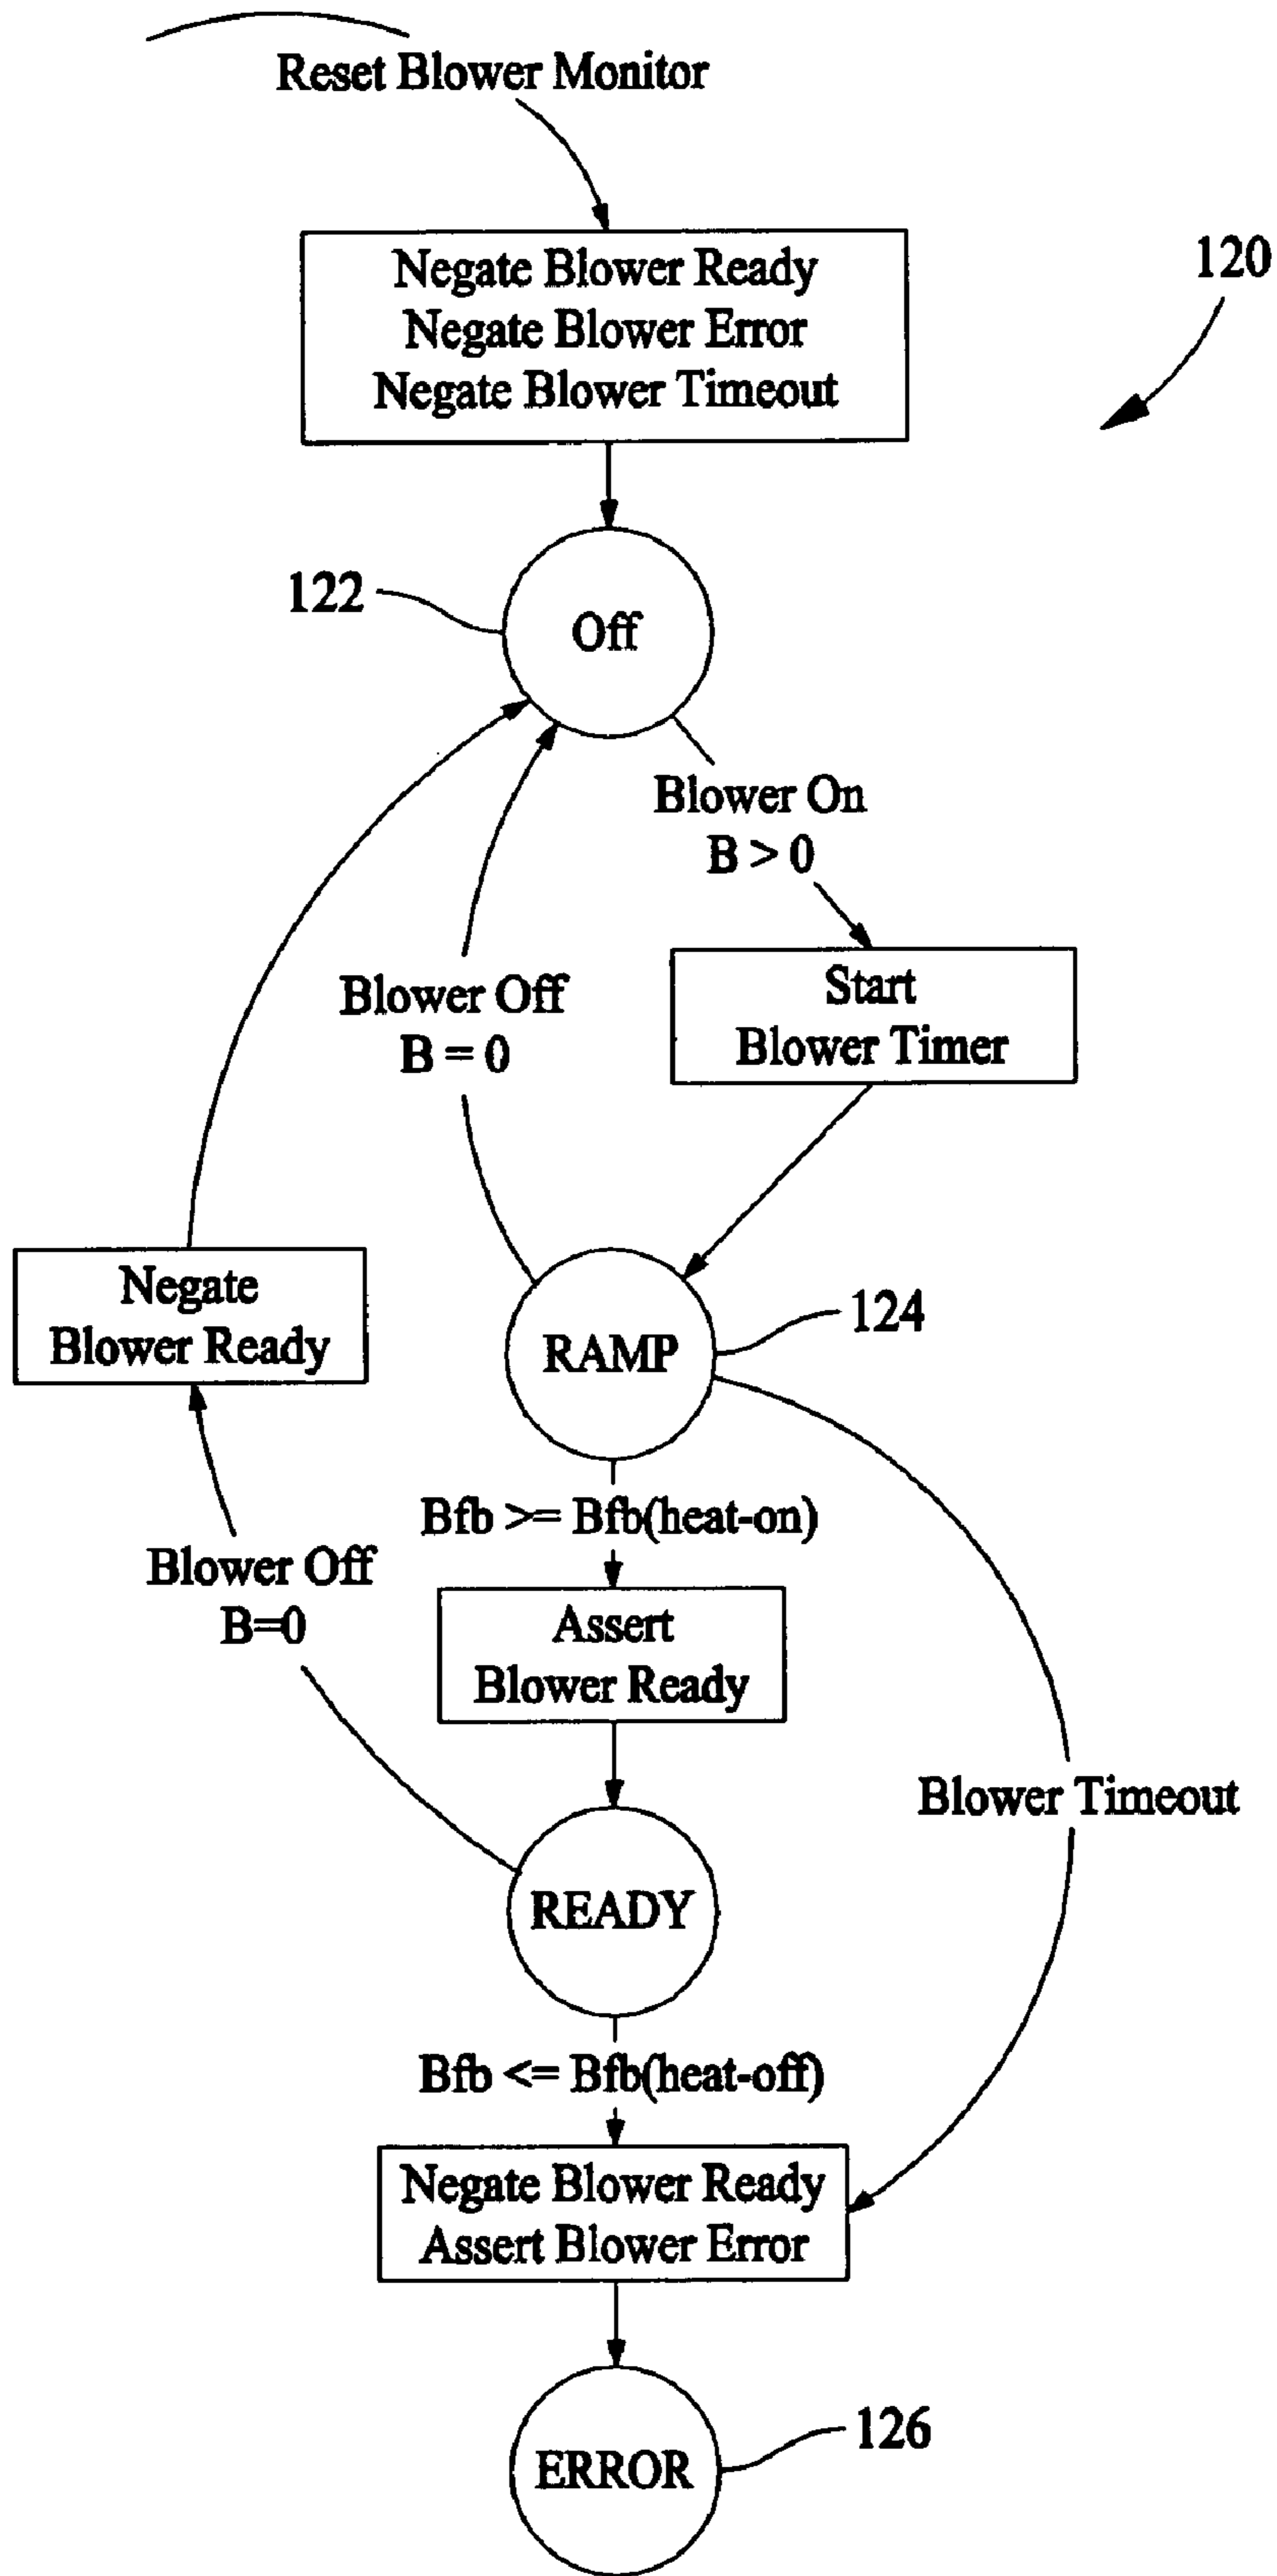 Reset Blower Monitor
120
Negate Blower Ready
Negate Blower Error
Negate Blower Timeout
122
Off
Blower On
B > 0
Blower Off
B = 0
Start
Blower Timer
Negate
Blower Ready
124
RAMP
Bfb >= Bfb(heat-on)
Blower Off
B=0
Assert
Blower Ready
Blower Timeout
READY
Bfb <= Bfb(heat-off)
Negate Blower Ready
Assert Blower Error
126
ERROR